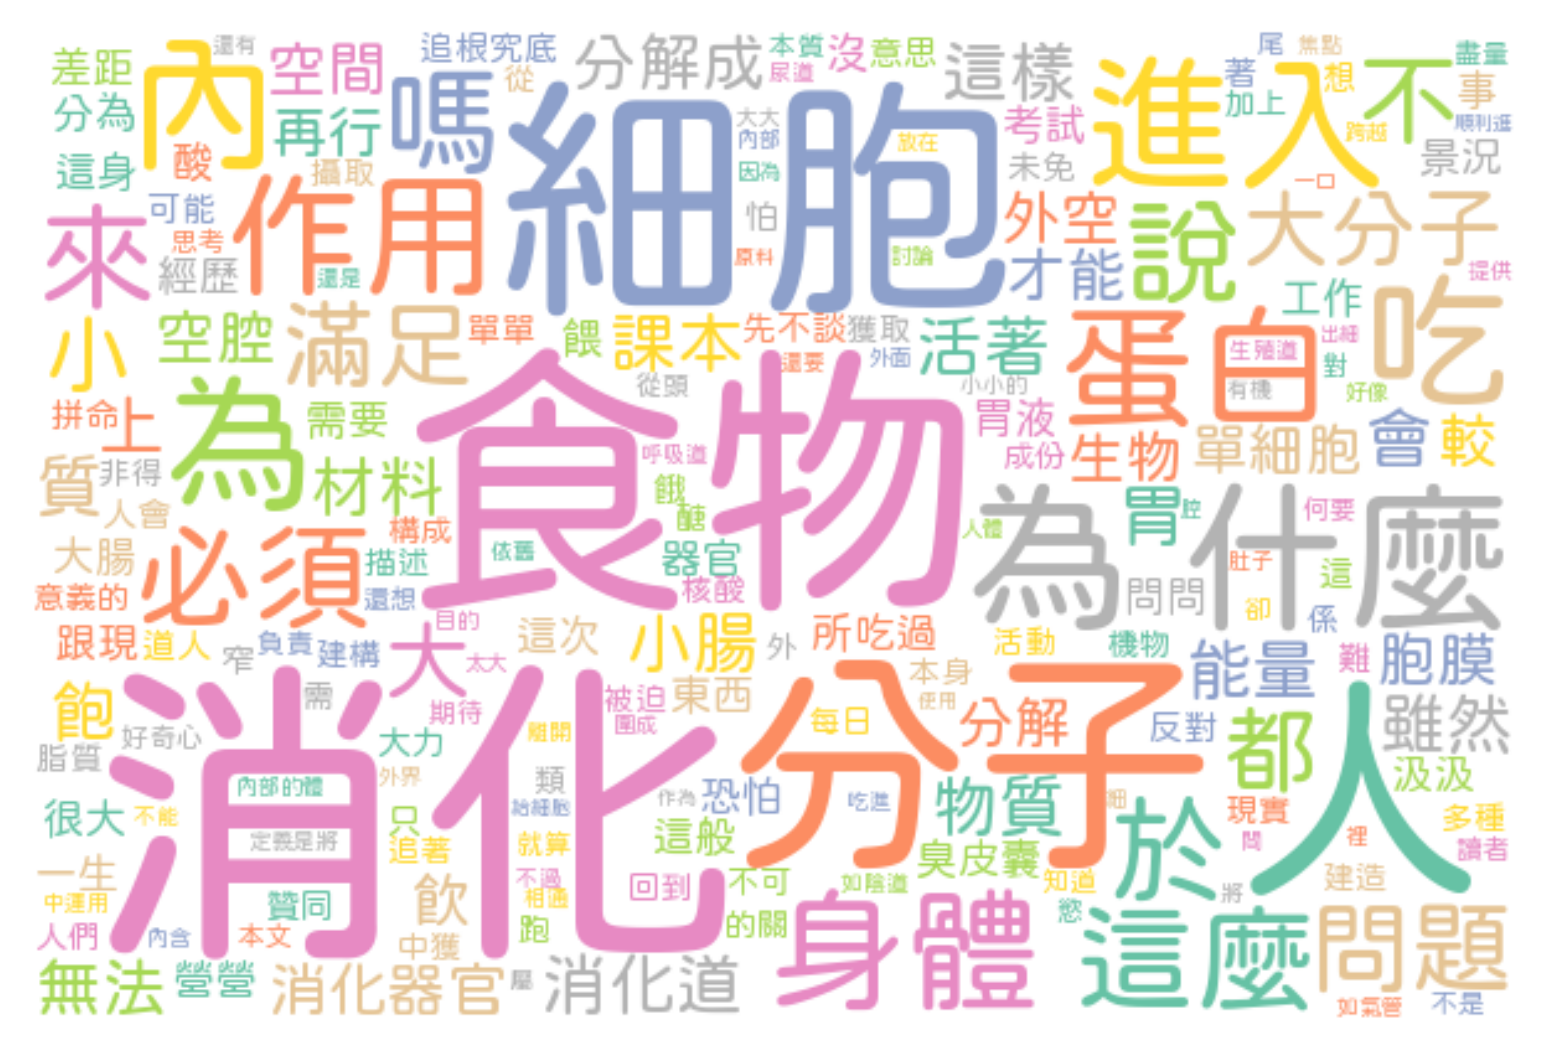 差距
內
還有
空間
追根究底
從
分解成
本質
尿道
沒
意思
這樣
尾
焦點
著
想
不
盡量
事
分為
再行
嗎
細胞
大大
內部
放在
考試
進入
加上
跨越
順利進
這身
酸
攝取
因為
未免
一口
景況
來
可能
思考
經歷
作用
還是
怕
原料
討論
外空
才能
說
大分子
提供
小
空腔
滿足
單單
餵
課本
先不談
獲取
還要
外面
活著
蛋白
工作
生殖道
出細
對
吃
從頭
小小的
有機
好像
拼命
上
為
需要
食物
呼吸道
胃液
成份
生物
單細胞
會
較
質
非得
人會
材料
餓
醣
構成
依舊
器官
核酸
人體
為什麼
胃
腔
何要
大腸
必須
描述
問問
肚子
這
意義的
還想
目的
卻
係
跟現
道人
窄
負責
建構
大
太大
這次
小腸
外
所吃過
活動
機物
能量
難
胞膜
飽
消化
需
期待
被迫
圍成
東西
本身
使用
分子
分解
反對
都
人
雖然
好奇心
脂質
大力
離開
每日
外界
類
內部的體
給細胞
作為
恐怕
吃進
物質
細
於
現實
汲汲
很大
不能
定義是將
只
追著
就算
這般
臭皮囊
問
裡
多種
讀者
一生
中運用
贊同
飲
不過
相通
回到
不可
如陰道
知道
將
建造
人們
內含
本文
中獲
跑
的關
身體
慾
這麼
問題
無法
營營
消化器官
屬
消化道
如氣管
不是